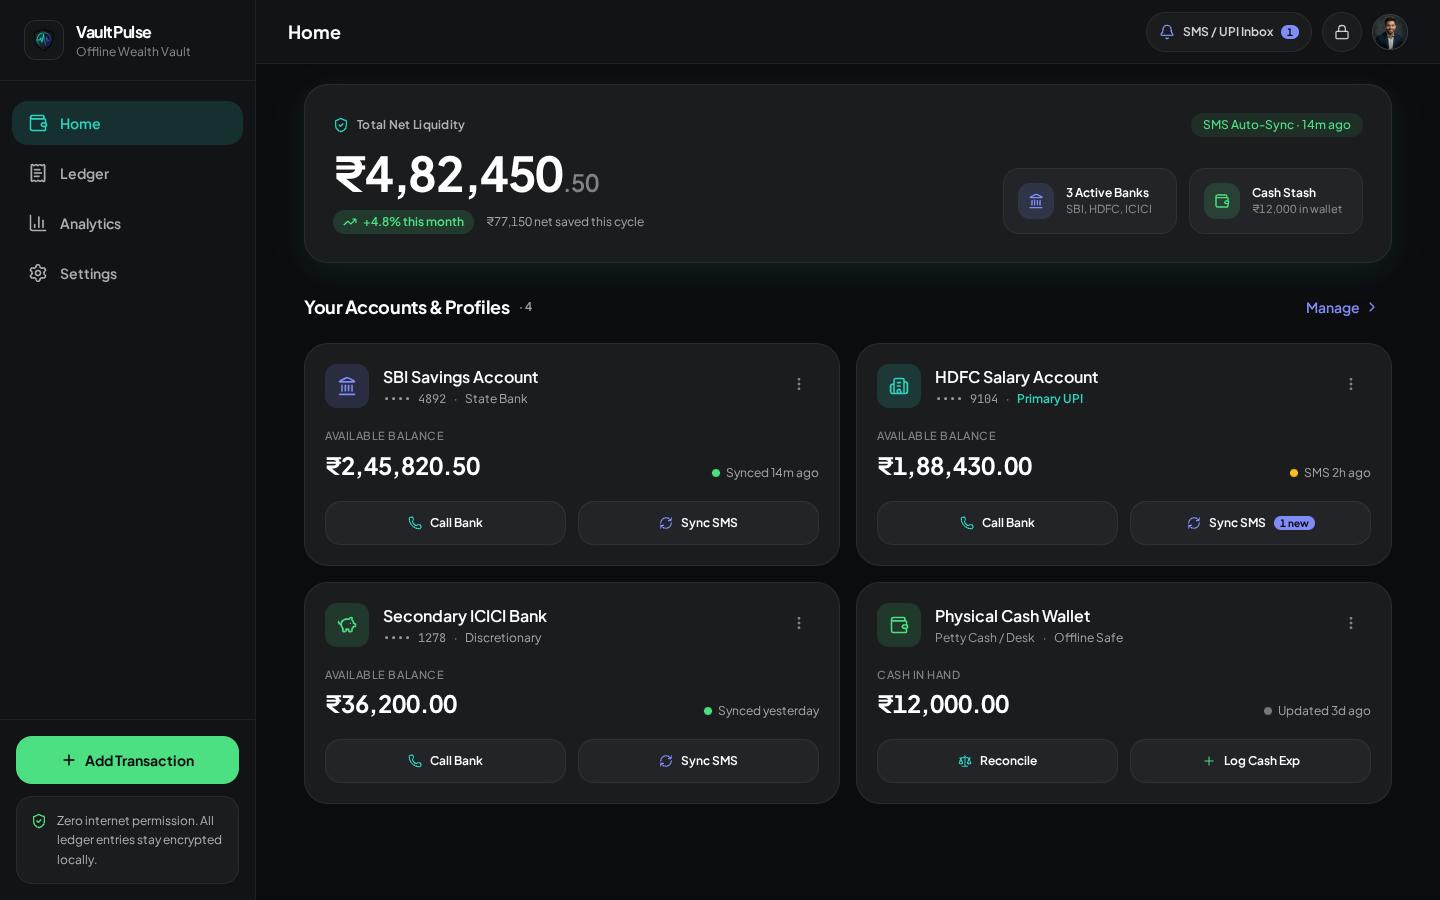 VaultPulse
Offline Wealth Vault
Home
Ledger
Analytics
Settings
Add Transaction
Zero internet permission. All
ledger entries stay encrypted
locally.
Home
SMS / UPI Inbox 1
Total Net Liquidity
SMS Auto-Sync · 14m ago
₹4,82,450.50
+4.8% this month
₹77,150 net saved this cycle
3 Active Banks
SBI, HDFC, ICICI
Cash Stash
₹12,000 in wallet
Your Accounts & Profiles · 4
Manage
SBI Savings Account
•••• 4892 · State Bank
AVAILABLE BALANCE
₹2,45,820.50
Synced 14m ago
Call Bank
Sync SMS
HDFC Salary Account
•••• 9104 · Primary UPI
AVAILABLE BALANCE
₹1,88,430.00
SMS 2h ago
Call Bank
Sync SMS 1 new
Secondary ICICI Bank
•••• 1278 · Discretionary
AVAILABLE BALANCE
₹36,200.00
Synced yesterday
Call Bank
Sync SMS
Physical Cash Wallet
Petty Cash / Desk · Offline Safe
CASH IN HAND
₹12,000.00
Updated 3d ago
Reconcile
Log Cash Exp